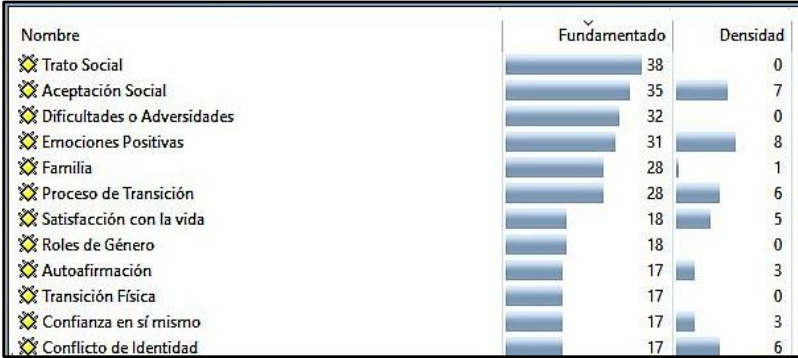 Nombre Fundamentado Densidad
Trato Social 38 0
Aceptación Social 35 7
Dificultades o Adversidades 32 0
Emociones Positivas 31 8
Familia 28 1
Proceso de Transición 28 6
Satisfacción con la vida 18 5
Roles de Género 18 0
Autoafirmación 17 3
Transición Física 17 0
Confianza en sí mismo 17 3
Conflicto de Identidad 17 6